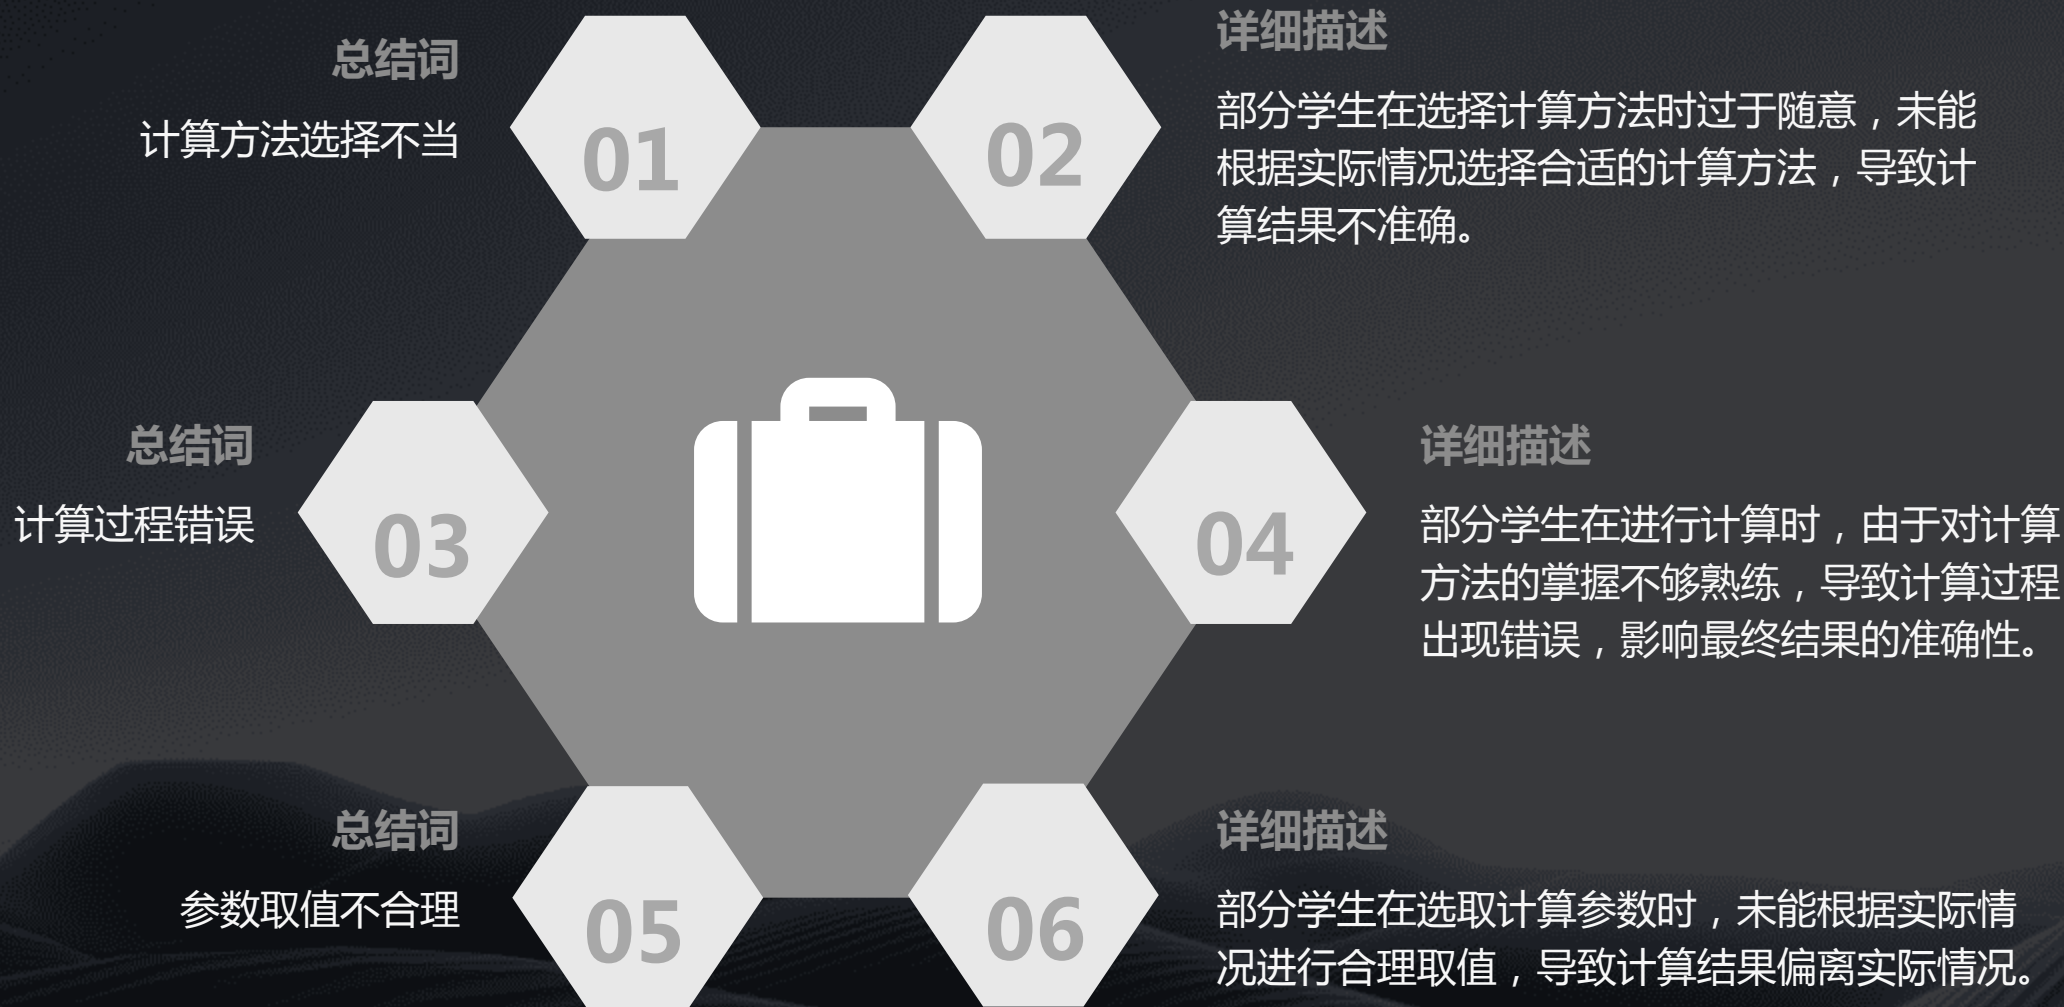 总结词
计算方法选择不当
01
02
详细描述
部分学生在选择计算方法时过于随意，未能
根据实际情况选择合适的计算方法，导致计
算结果不准确。
总结词
计算过程错误
03
04
详细描述
部分学生在进行计算时，由于对计算
方法的掌握不够熟练，导致计算过程
出现错误，影响最终结果的准确性。
总结词
参数取值不合理
05
06
详细描述
部分学生在选取计算参数时，未能根据实际情
况进行合理取值，导致计算结果偏离实际情况。